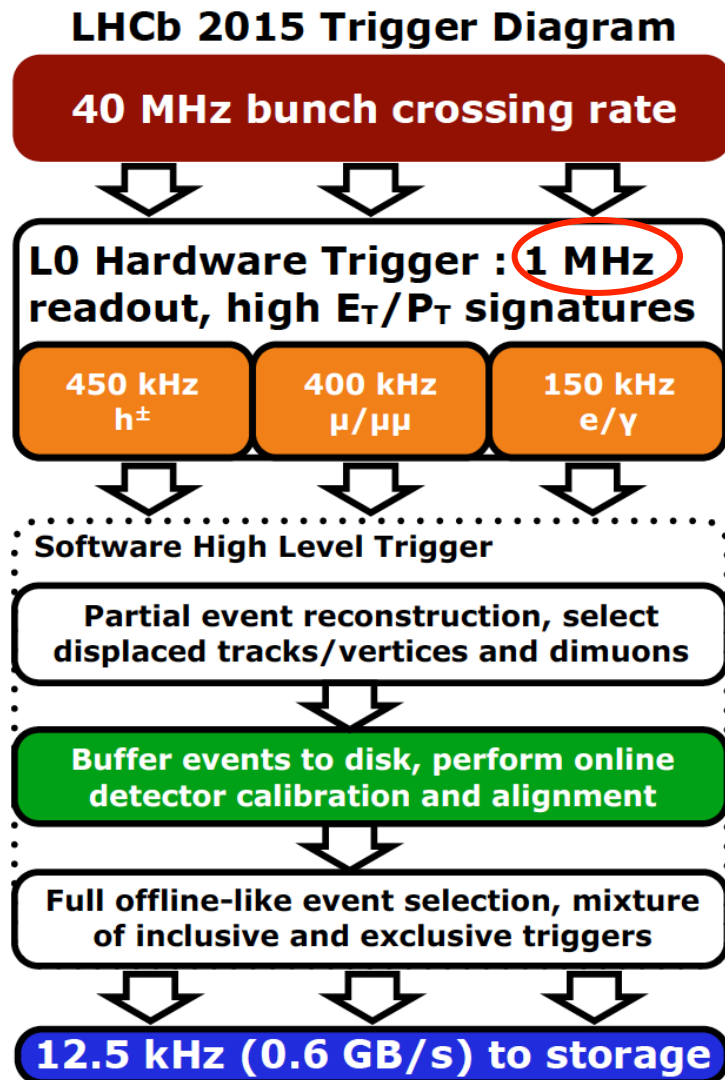 LHCb 2015 Trigger Diagram
40 MHz bunch crossing rate
L0 Hardware Trigger : 1 MHz
readout, high E_T/P_T signatures
450 kHz
h±
400 kHz
μ/μμ
150 kHz
e/γ
Software High Level Trigger
Partial event reconstruction, select
displaced tracks/vertices and dimuons
Buffer events to disk, perform online
detector calibration and alignment
Full offline-like event selection, mixture
of inclusive and exclusive triggers
12.5 kHz (0.6 GB/s) to storage